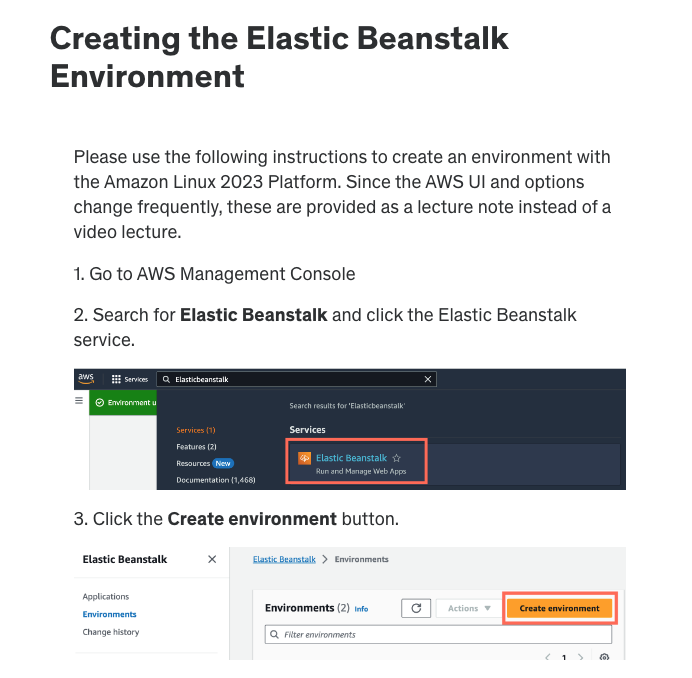 Creating the Elastic Beanstalk
Environment
Please use the following instructions to create an environment with
the Amazon Linux 2023 Platform. Since the AWS UI and options
change frequently, these are provided as a lecture note instead of a
video lecture.
1. Go to AWS Management Console
2. Search for Elastic Beanstalk and click the Elastic Beanstalk
service.
aws Services Elasticbeanstalk
Environment u
Search results for 'Elasticbeanstalk'
Services (1)
Services
Features (2)
Elastic Beanstalk
Resources New
Run and Manage Web Apps
Documentation (1,468)
3. Click the Create environment button.
Elastic Beanstalk
Elastic Beanstalk > Environments
Applications
Environments
Change history
Environments (2) Info
Actions
Create environment
Filter environments
1